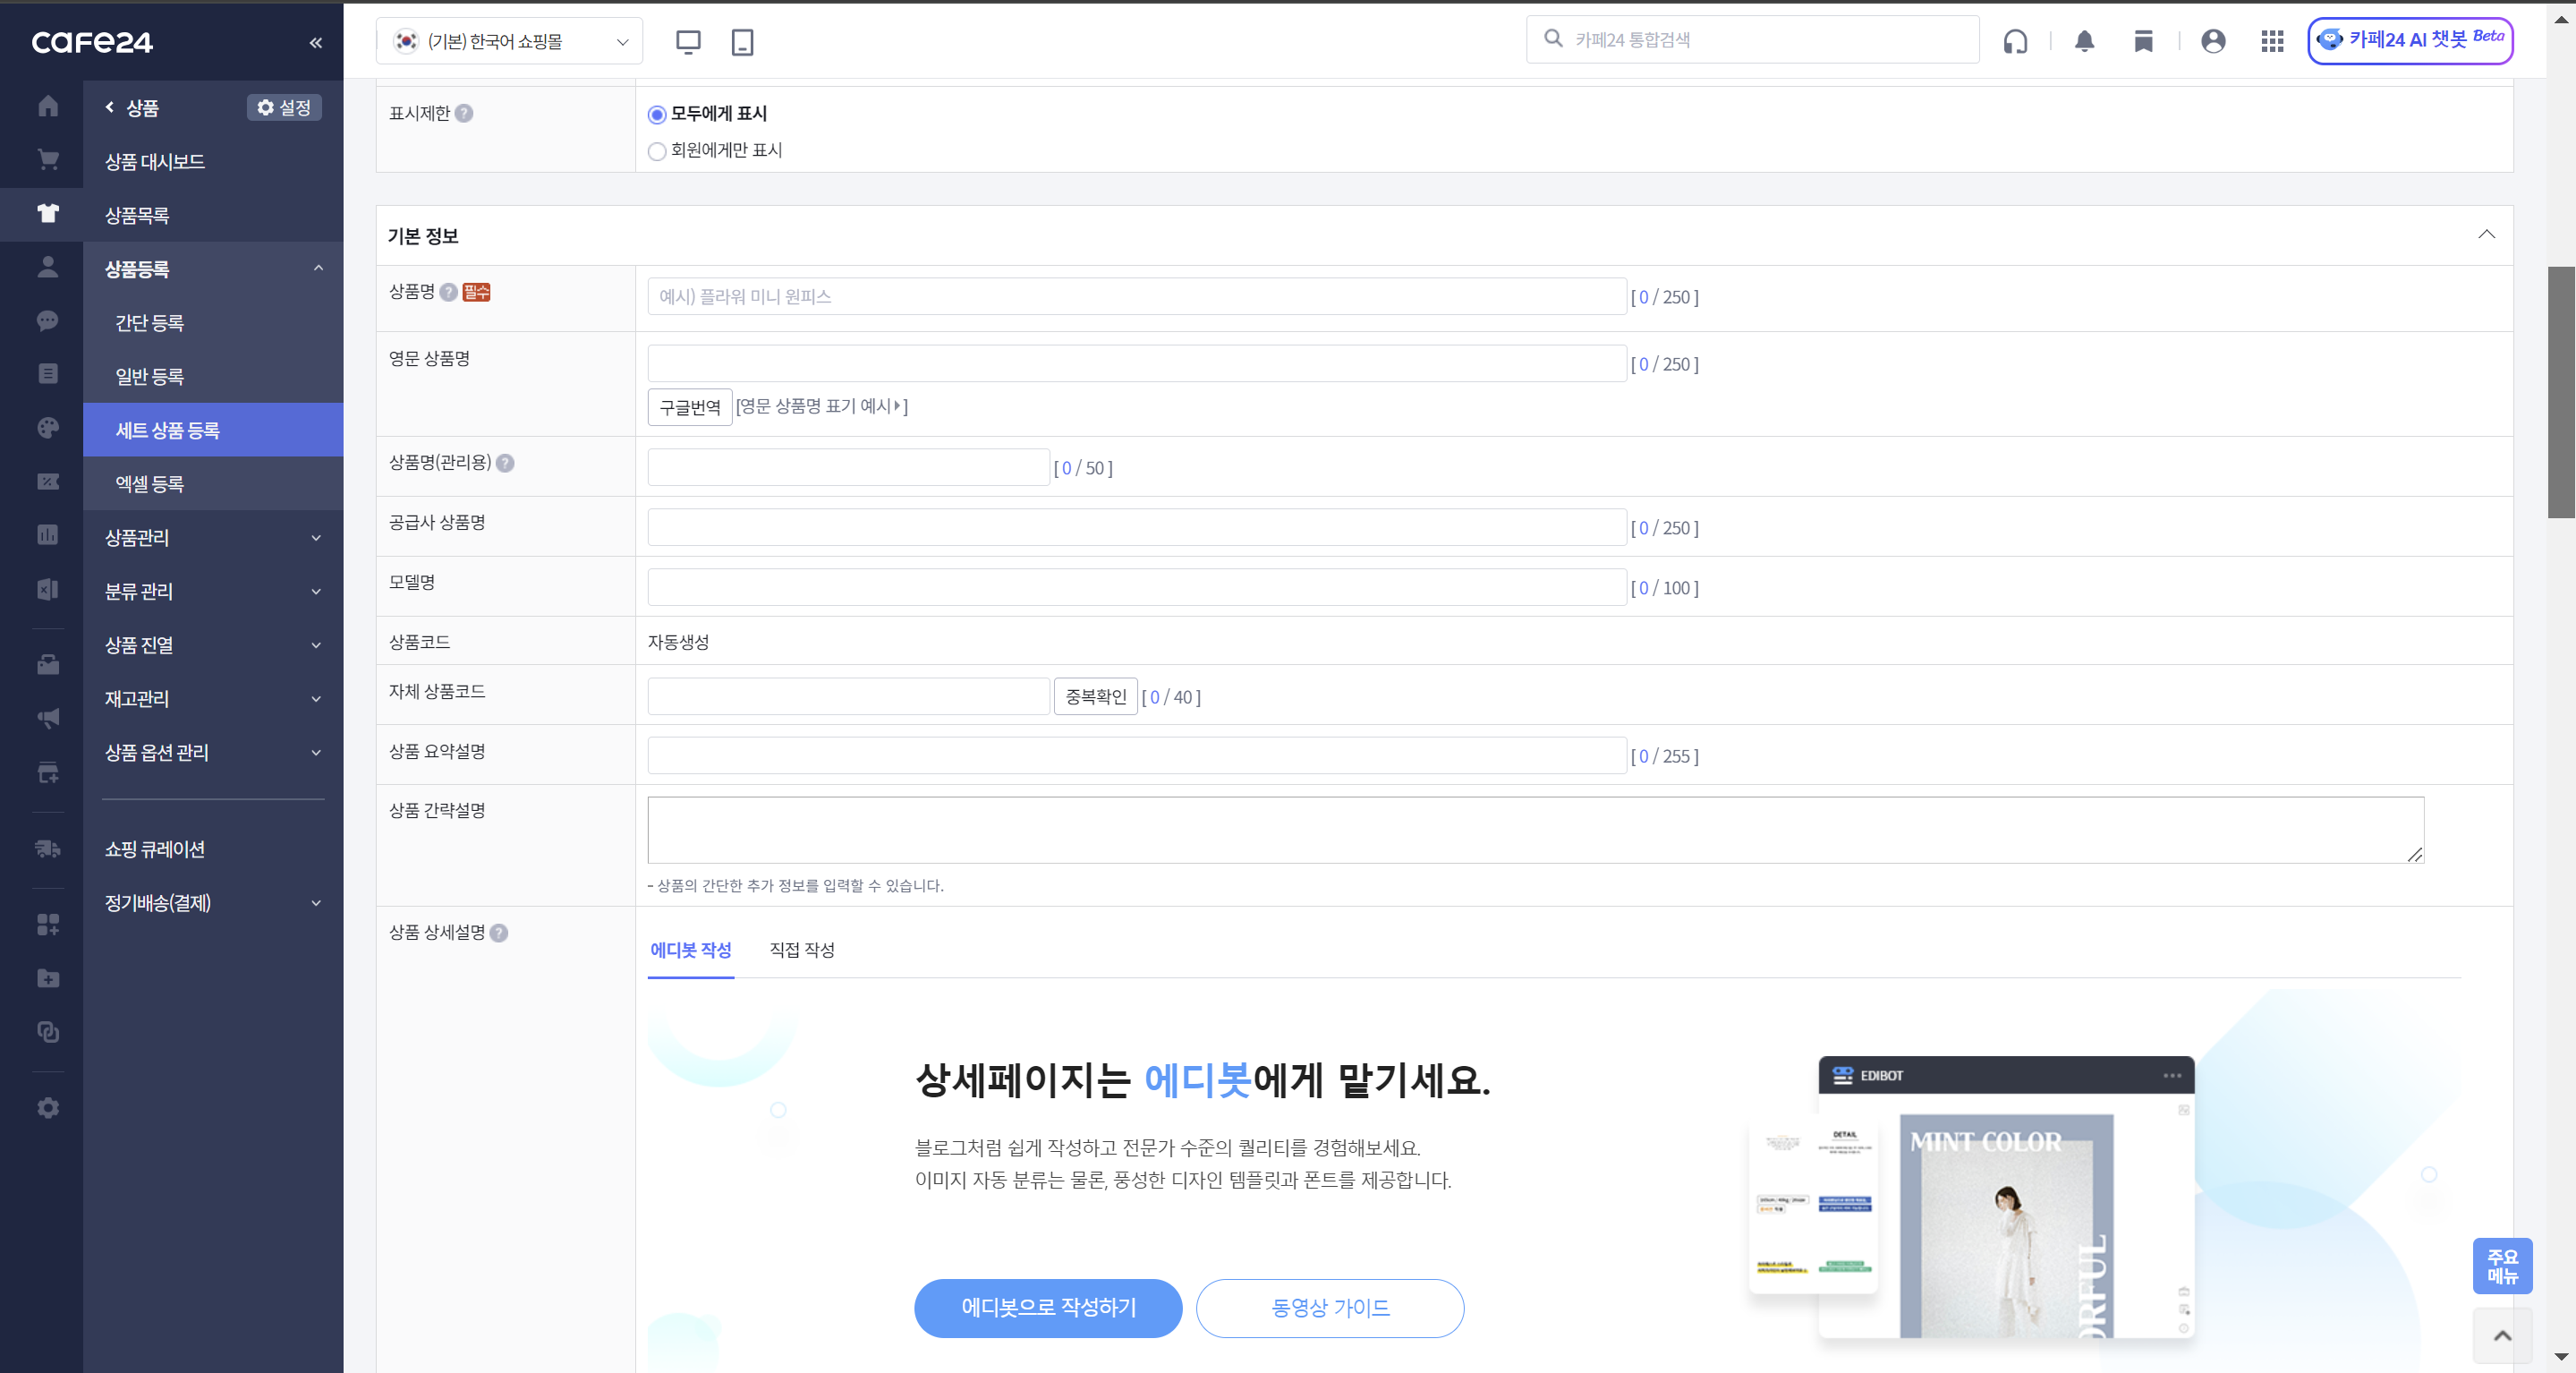 cafe24
(기본) 한국어 쇼핑몰
카페24 통합검색
카페24 AI 챗봇 Beta
상품
설정
상품 대시보드
상품목록
상품등록
간단 등록
일반 등록
세트 상품 등록
엑셀 등록
상품관리
분류 관리
상품 진열
재고관리
상품 옵션 관리
쇼핑 큐레이션
정기배송(결제)
표시제한 ?
모두에게 표시
회원에게만 표시
기본 정보
상품명 ? 필수
예시) 플라워 미니 원피스
[ 0 / 250 ]
영문 상품명
[ 0 / 250 ]
구글번역 [영문 상품명 표기 예시 ]
상품명(관리용) ?
[ 0 / 50 ]
공급사 상품명
[ 0 / 250 ]
모델명
[ 0 / 100 ]
상품코드
자동생성
자체 상품코드
중복확인 [ 0 / 40 ]
상품 요약설명
[ 0 / 255 ]
상품 간략설명
- 상품의 간단한 추가 정보를 입력할 수 있습니다.
상품 상세설명 ?
에디봇 작성
직접 작성
상세페이지는 에디봇에게 맡기세요.
블로그처럼 쉽게 작성하고 전문가 수준의 퀄리티를 경험해보세요.
이미지 자동 분류는 물론, 풍성한 디자인 템플릿과 폰트를 제공합니다.
에디봇으로 작성하기
동영상 가이드
EDIBOT
DETAIL
MINT COLOR
ORFUL
주요
메뉴